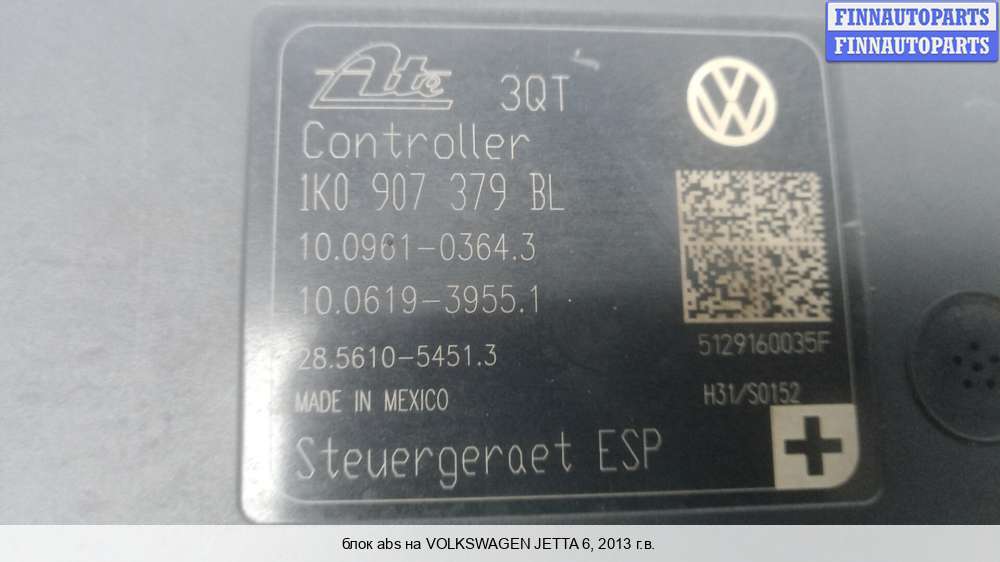 FINNAUTOPARTS
FINNAUTOPARTS
Ate 3QT
Controller
1K0 907 379 BL
10.0961-0364.3
10.0619-3955.1
28.5610-5451.3
5129160035F
MADE IN MEXICO
H31/S0152
Steuergeraet ESP
блок abs на VOLKSWAGEN JETTA 6, 2013 г.в.